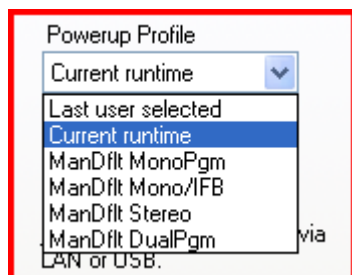 Powerup Profile
Current runtime
Last user selected
Current runtime
ManDflt MonoPgm
ManDflt Mono/IFB
ManDflt Stereo
ManDflt DualPgm
via
LAN or USB.